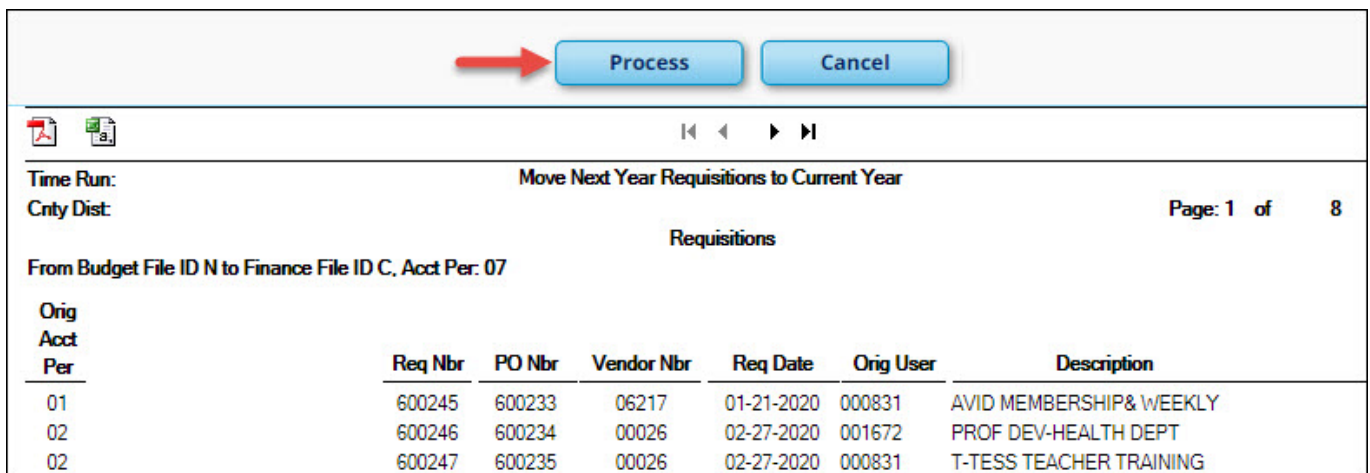 Process Cancel
Time Run: Move Next Year Requisitions to Current Year
Cnty Dist: Page: 1 of 8
Requisitions
From Budget File ID N to Finance File ID C, Acct Per: 07
Orig
Acct
Per Req Nbr PO Nbr Vendor Nbr Req Date Orig User Description
01 600245 600233 06217 01-21-2020 000831 AVID MEMBERSHIP& WEEKLY
02 600246 600234 00026 02-27-2020 001672 PROF DEV-HEALTH DEPT
02 600247 600235 00026 02-27-2020 000831 T-TESS TEACHER TRAINING